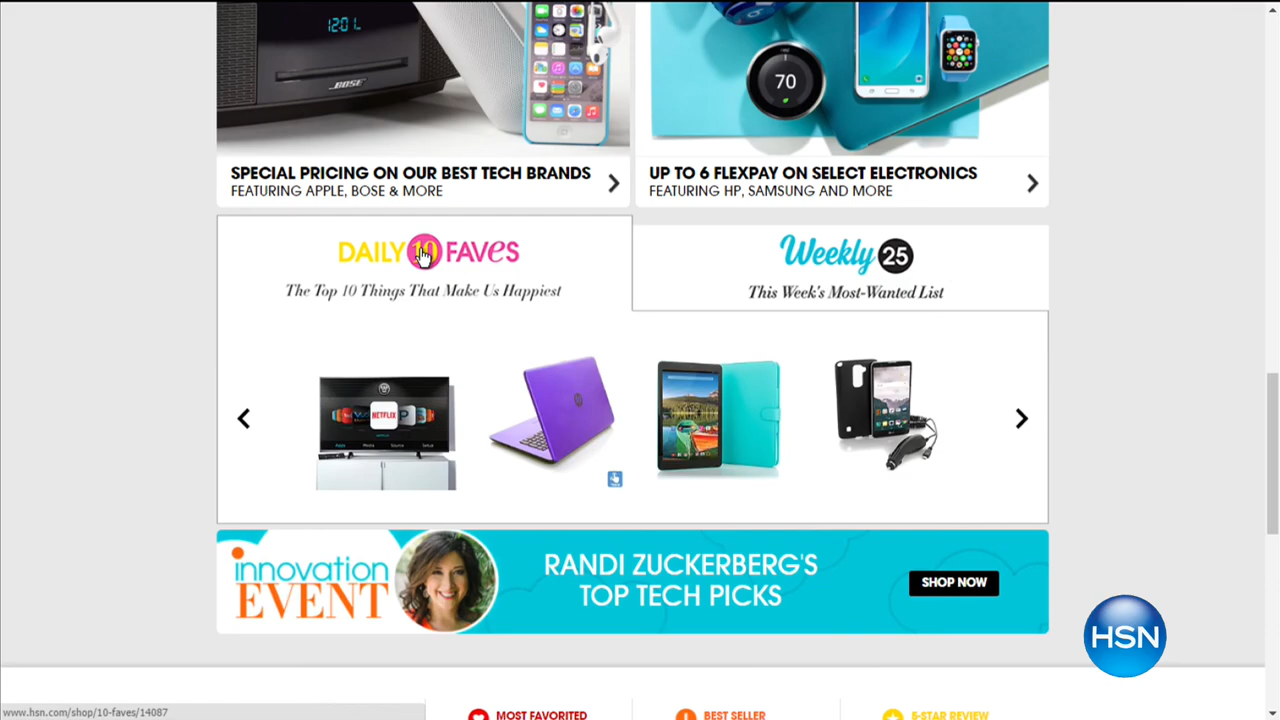 12:01
BOSE
70
SPECIAL PRICING ON OUR BEST TECH BRANDS
FEATURING APPLE, BOSE & MORE
UP TO 6 FLEXPAY ON SELECT ELECTRONICS
FEATURING HP, SAMSUNG AND MORE
DAILY 10 FAVeS
The Top 10 Things That Make Us Happiest
Weekly 25
This Week's Most-Wanted List
NETFLIX
innovation
EVENT
RANDI ZUCKERBERG'S
TOP TECH PICKS
SHOP NOW
HSN
www.hsn.com/shop/10-faves/14087
MOST FAVORITED
BEST SELLER
5-STAR REVIEW